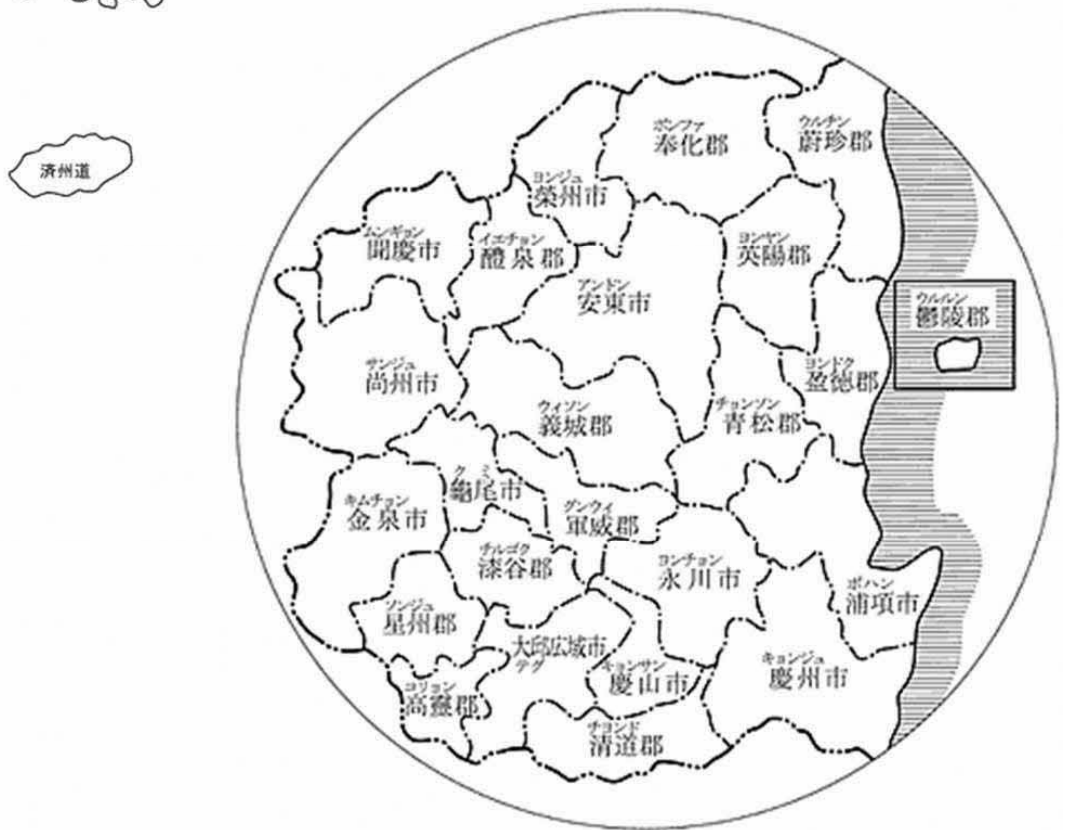 済州道
ボンファ
奉化郡
ウルチン
蔚珍郡
ヨンジュ
榮州市
ムンギョン
聞慶市
イエチョン
醴泉郡
ヨンヤン
英陽郡
アンドン
安東市
ウルルン
鬱陵郡
サンジュ
尚州市
ヨンドク
盈徳郡
ウィソン
義城郡
チョンソン
青松郡
クミ
龜尾市
キムチョン
金泉市
グンウィ
軍威郡
チルゴク
漆谷郡
ヨンチョン
永川市
ポハン
浦項市
ソンジュ
星州郡
大邱広域市
テグ
キョンサン
慶山市
キョンジュ
慶州市
コリョン
高靈郡
チョンド
清道郡